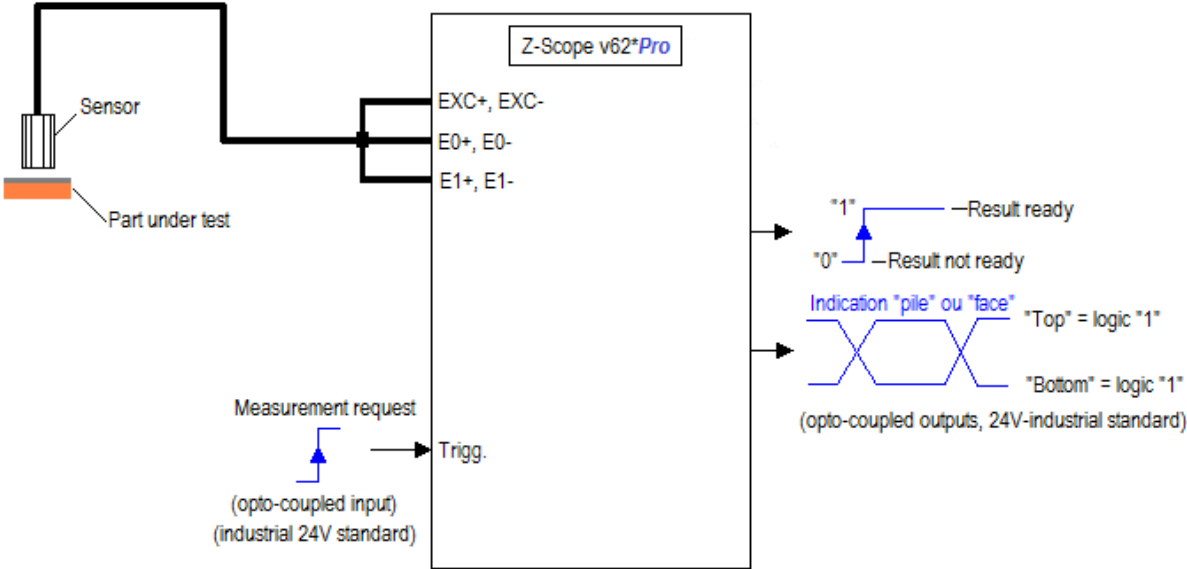 Z-Scope v62*Pro
Sensor
EXC+, EXC-
E0+, E0-
E1+, E1-
Part under test
"1"
Result ready
"0"
Result not ready
Indication "pile" ou "face"
"Top" = logic "1"
"Bottom" = logic "1"
(opto-coupled outputs, 24V-industrial standard)
Measurement request
Trigg.
(opto-coupled input)
(industrial 24V standard)